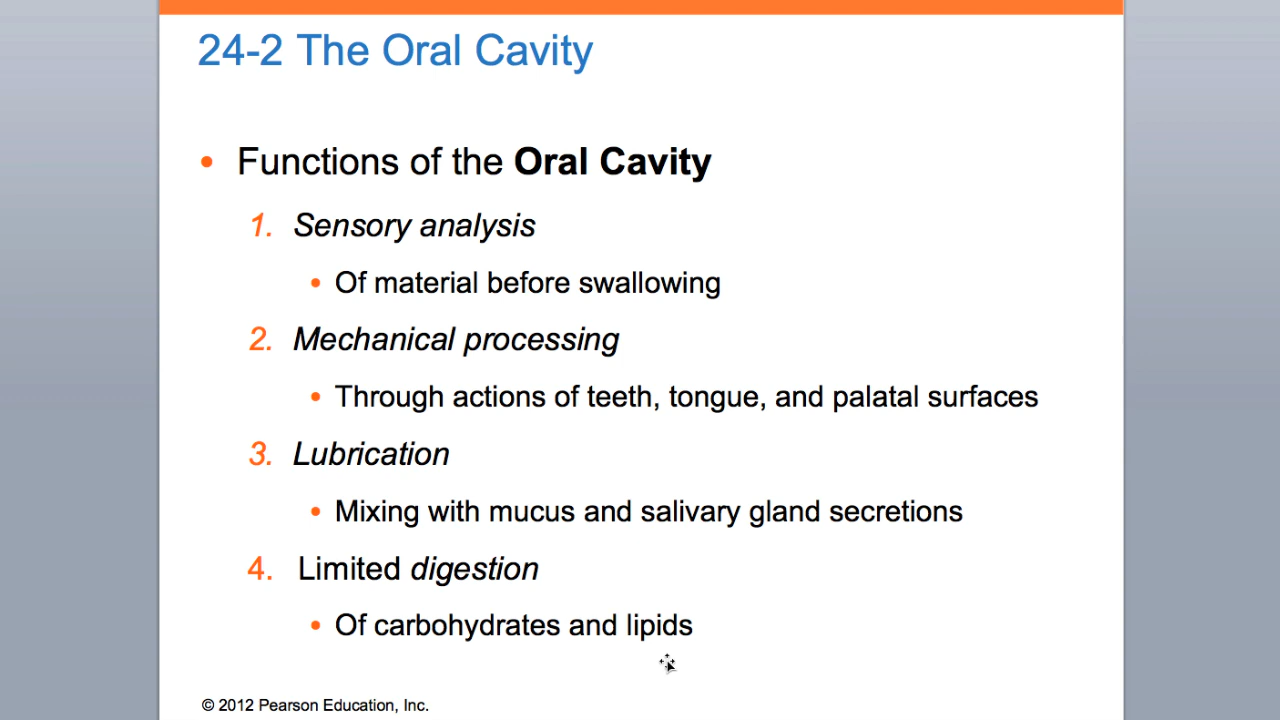 24-2 The Oral Cavity
• Functions of the Oral Cavity
1. Sensory analysis
• Of material before swallowing
2. Mechanical processing
• Through actions of teeth, tongue, and palatal surfaces
3. Lubrication
• Mixing with mucus and salivary gland secretions
4. Limited digestion
• Of carbohydrates and lipids
© 2012 Pearson Education, Inc.